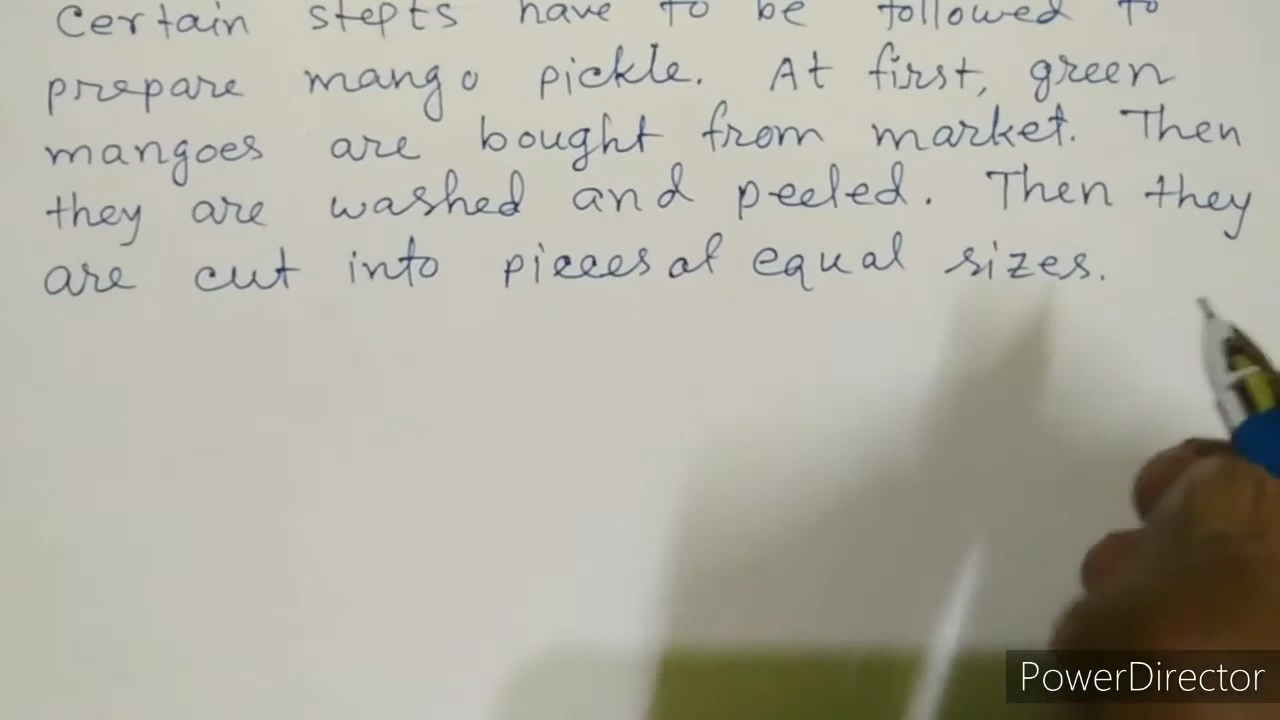 Certain stepts have to be followed to
prepare mango pickle. At first, green
mangoes are bought from market. Then
they are washed and peeled. Then they
are cut into pieces of equal sizes.
PowerDirector